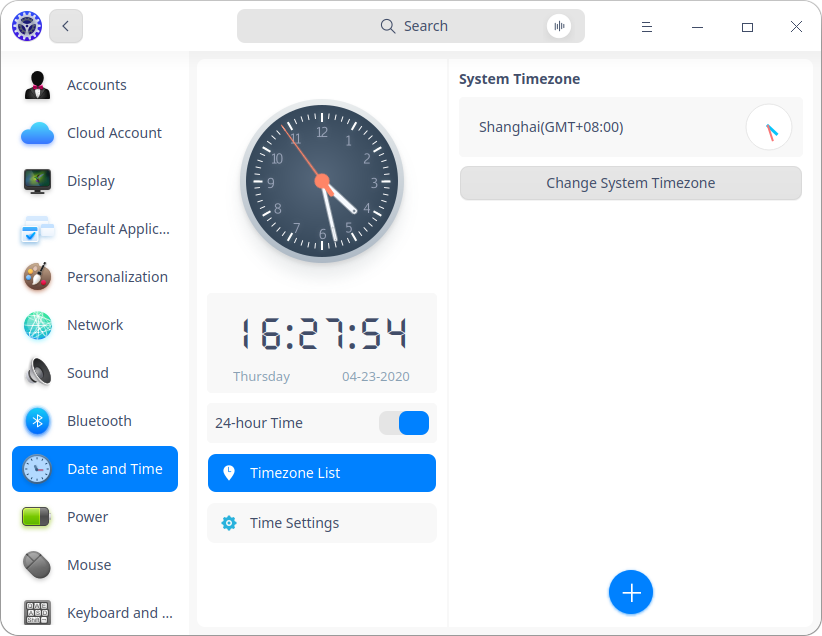 Search
Accounts
Cloud Account
Display
Default Applic...
Personalization
Network
Sound
Bluetooth
Date and Time
Power
Mouse
Keyboard and ...
12
1
2
3
4
5
6
7
8
9
10
11
16:27:54
Thursday 04-23-2020
24-hour Time
Timezone List
Time Settings
System Timezone
Shanghai(GMT+08:00)
Change System Timezone